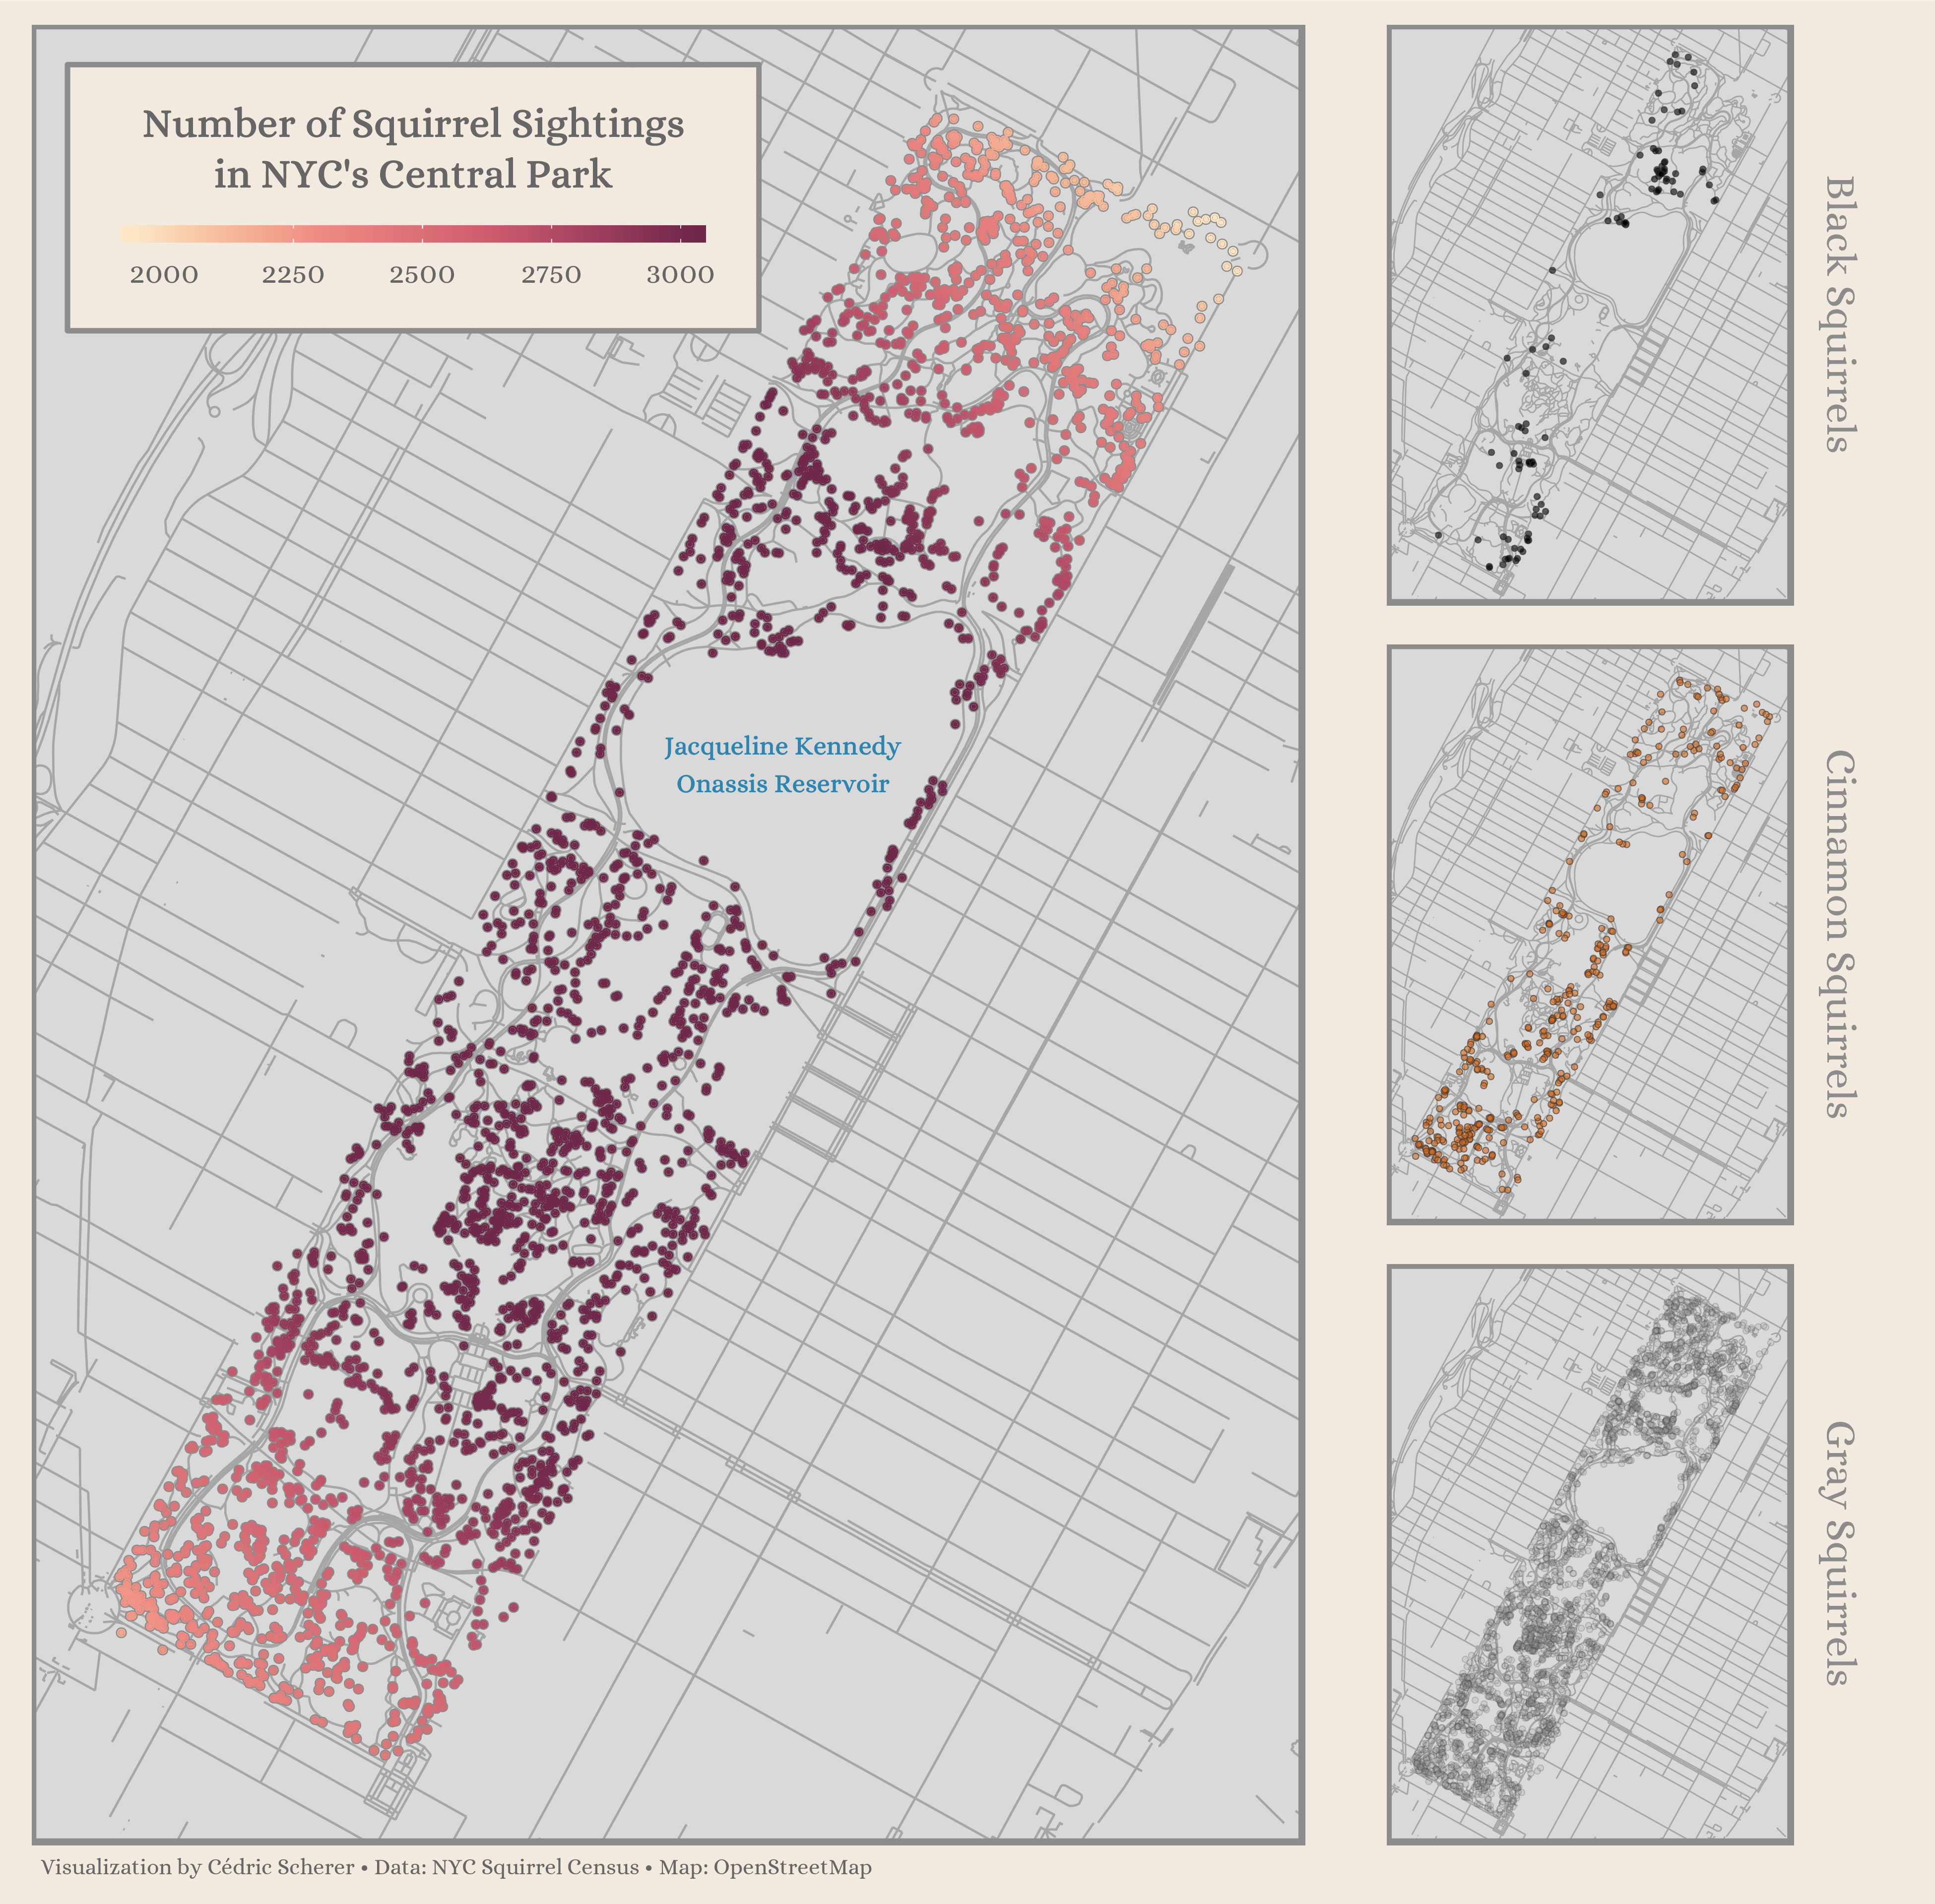 Number of Squirrel Sightings
in NYC's Central Park
2000 2250 2500 2750 3000
Jacqueline Kennedy
Onassis Reservoir
Black Squirrels
Cinnamon Squirrels
Gray Squirrels
Visualization by Cédric Scherer • Data: NYC Squirrel Census • Map: OpenStreetMap